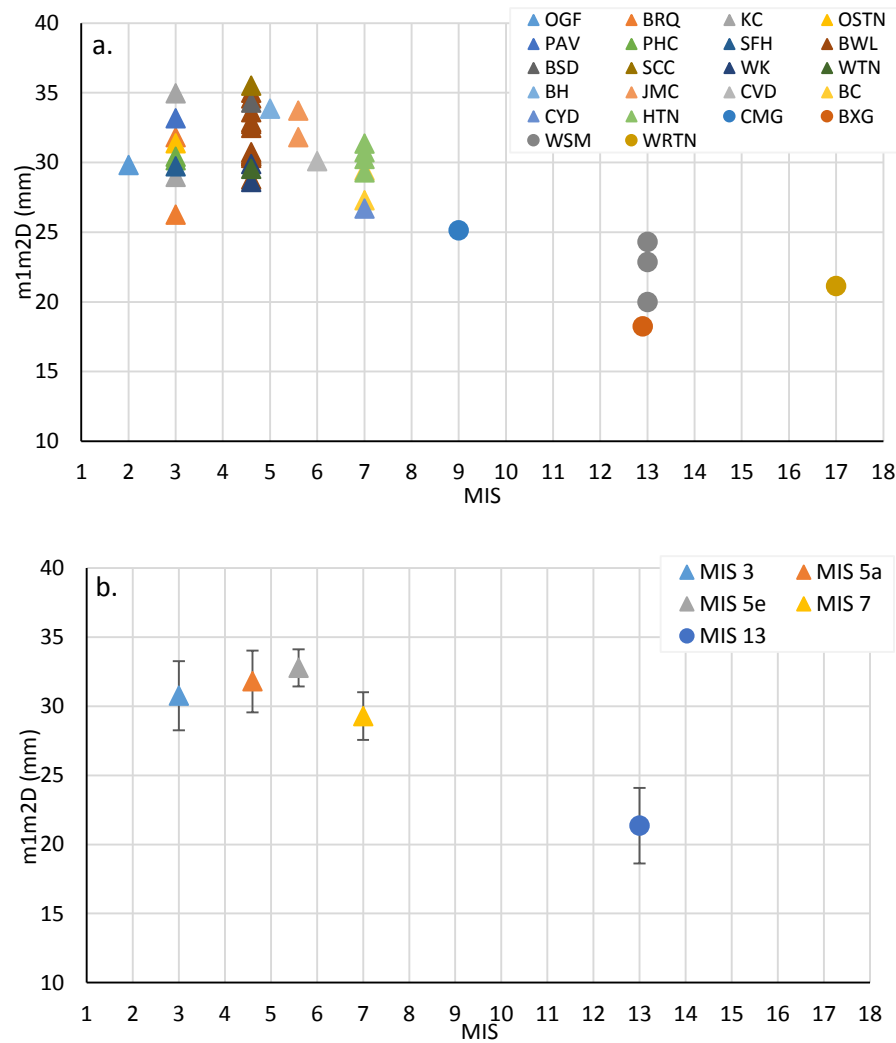 a.
OGF BRQ KC OSTN
PAV PHC SFH BWL
BSD SCC WK WTN
BH JMC CVD BC
CYD HTN CMG BXG
WSM WRTN
40
35
30
25
20
15
10
m1m2D (mm)
1 2 3 4 5 6 7 8 9 10 11 12 13 14 15 16 17 18
MIS
b.
MIS 3 MIS 5a
MIS 5e MIS 7
MIS 13
40
35
30
25
20
15
10
m1m2D (mm)
1 2 3 4 5 6 7 8 9 10 11 12 13 14 15 16 17 18
MIS